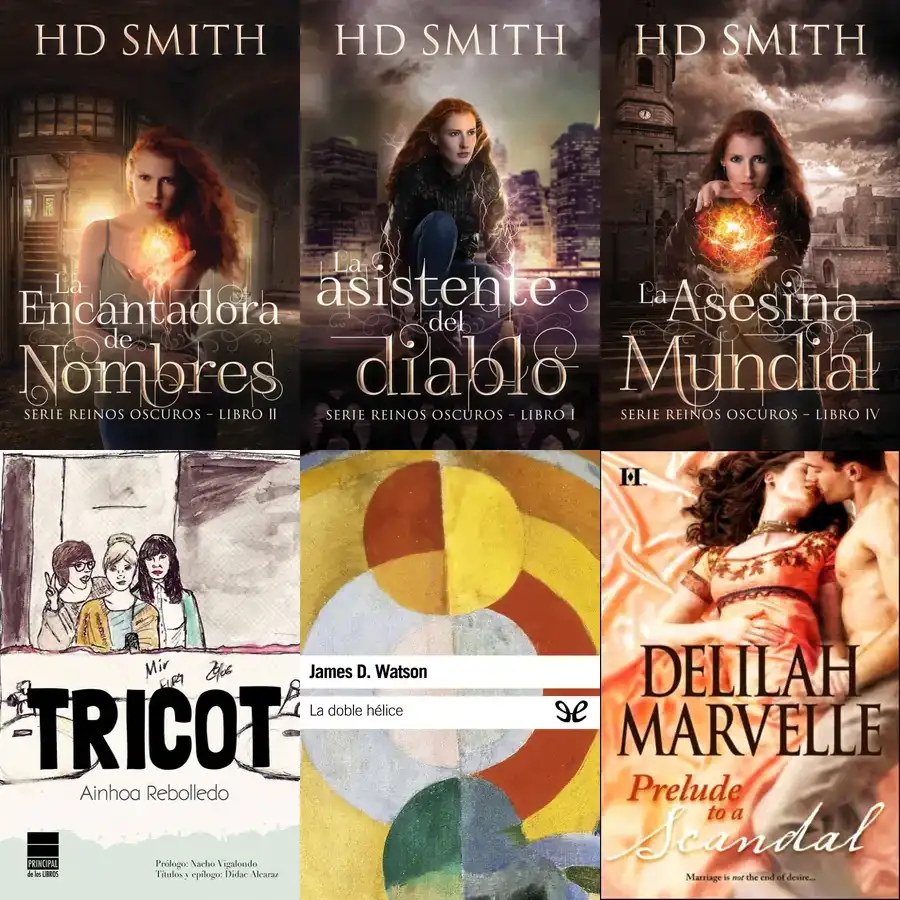 HD SMITH
La
Encantadora
de
Nombres
SERIE REINOS OSCUROS – LIBRO II
HD SMITH
La
asistente
del
diablo
SERIE REINOS OSCUROS – LIBRO I
HD SMITH
La Asesina
Mundial
SERIE REINOS OSCUROS – LIBRO IV
TRICOT
Ainhoa Rebolledo
PRINCIPAL
de los LIBROS
Prólogo: Nacho Vigalondo
Títulos y epílogo: Didac Alcaraz
James D. Watson
La doble hélice
H
DELILAH
MARVELLE
Prelude
to a
Scandal
Marriage is not the end of desire...